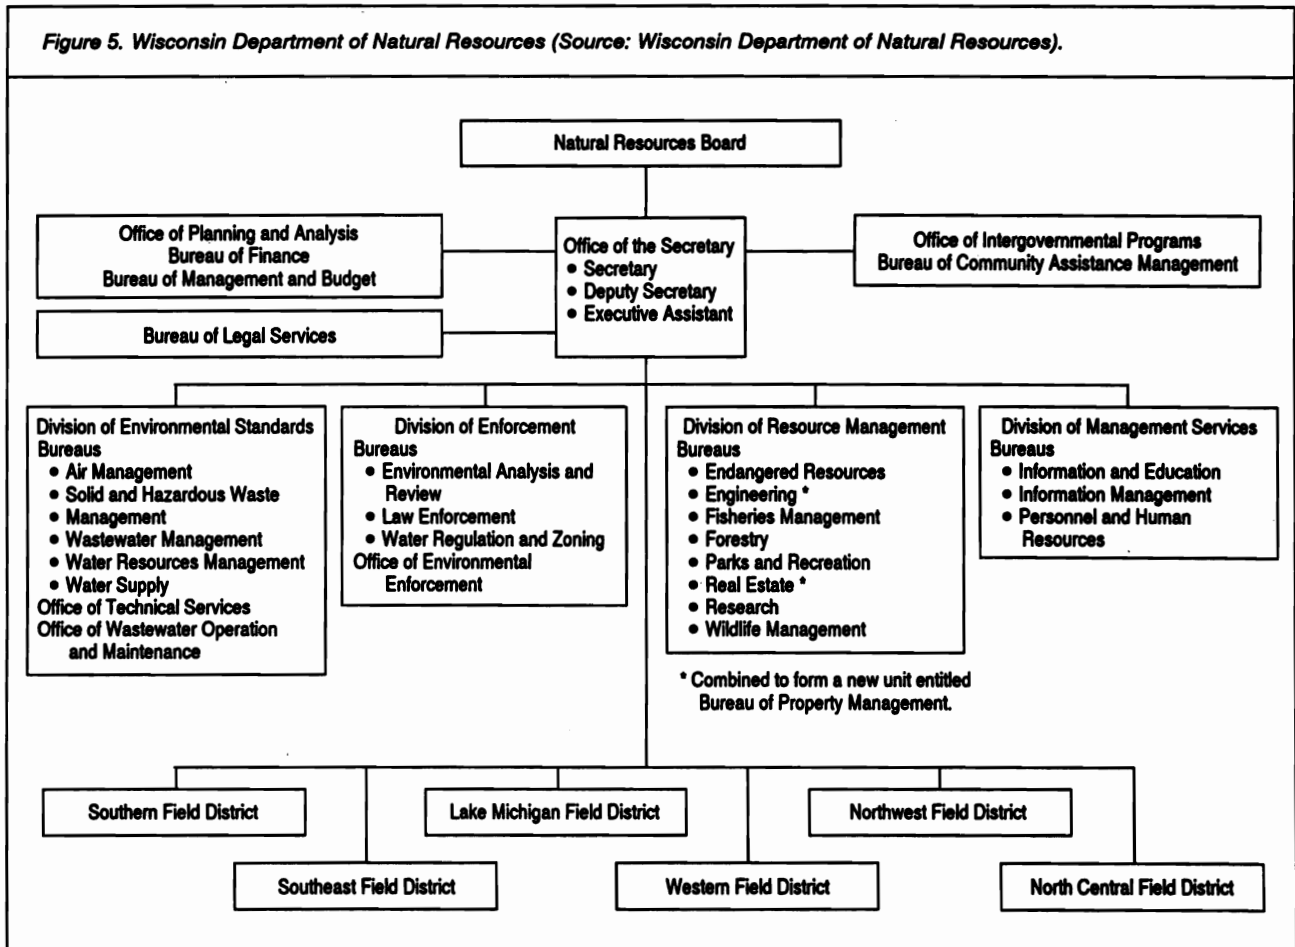 Figure 5. Wisconsin Department of Natural Resources (Source: Wisconsin Department of Natural Resources).
Natural Resources Board
Office of Planning and Analysis
Bureau of Finance
Bureau of Management and Budget
Bureau of Legal Services
Office of the Secretary
• Secretary
• Deputy Secretary
• Executive Assistant
Office of Intergovernmental Programs
Bureau of Community Assistance Management
Division of Environmental Standards
Bureaus
• Air Management
• Solid and Hazardous Waste
• Management
• Wastewater Management
• Water Resources Management
• Water Supply
Office of Technical Services
Office of Wastewater Operation
and Maintenance
Division of Enforcement
Bureaus
• Environmental Analysis and
Review
• Law Enforcement
• Water Regulation and Zoning
Office of Environmental
Enforcement
Division of Resource Management
Bureaus
• Endangered Resources
• Engineering *
• Fisheries Management
• Forestry
• Parks and Recreation
• Real Estate *
• Research
• Wildlife Management
* Combined to form a new unit entitled
Bureau of Property Management.
Division of Management Services
Bureaus
• Information and Education
• Information Management
• Personnel and Human
Resources
Southern Field District
Lake Michigan Field District
Northwest Field District
Southeast Field District
Western Field District
North Central Field District